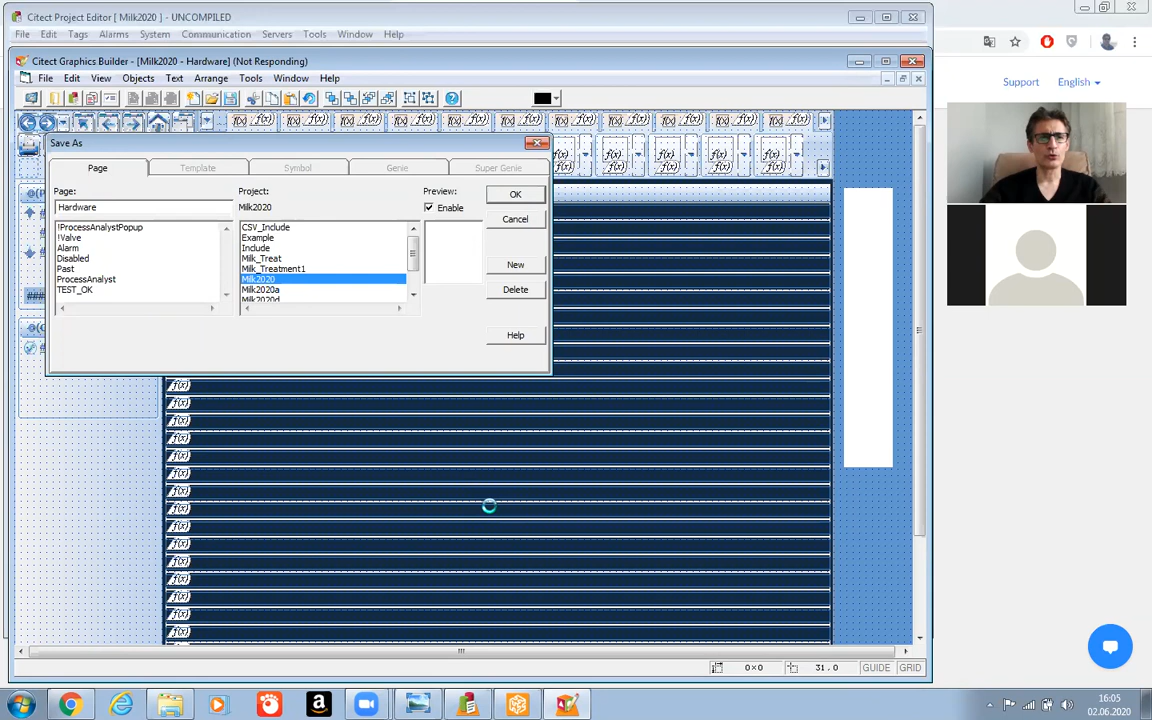 Citect Project Editor [ Milk2020 ] - UNCOMPILED
File Edit Tags Alarms System Communication Servers Tools Window Help
Citect Graphics Builder - [Milk2020 - Hardware] (Not Responding)
File Edit View Objects Text Arrange Tools Window Help
Support English
Save As
Page Template Symbol Genie Super Genie
Page: Project: Preview:
Hardware Milk2020 Enable
OK
Cancel
New
Delete
Help
!ProcessAnalystPopup
!Valve
Alarm
Disabled
Past
ProcessAnalyst
TEST_OK
CSV_Include
Example
Include
Milk_Treat
Milk_Treatment1
Milk2020
Milk2020a
Milk2020d
0×0 31, 0 GUIDE GRID
16:05
02.06.2020